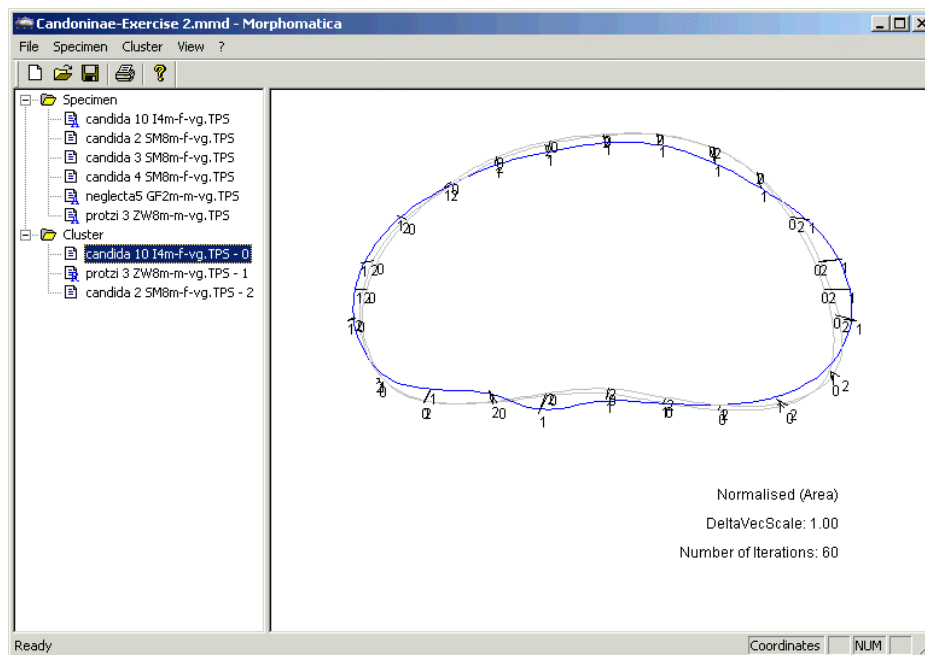 Candoninae-Exercise 2.mmd - Morphomatica
File Specimen Cluster View ?
Specimen
candida 10 I4m-f-vg.TPS
candida 2 SM8m-f-vg.TPS
candida 3 SM8m-f-vg.TPS
candida 4 SM8m-f-vg.TPS
neglecta5 GF2m-m-vg.TPS
protzi 3 ZW8m-m-vg.TPS
Cluster
candida 10 I4m-f-vg.TPS - 0
protzi 3 ZW8m-m-vg.TPS - 1
candida 2 SM8m-f-vg.TPS - 2
Normalised (Area)
DeltaVecScale: 1.00
Number of Iterations: 60
Ready
Coordinates NUM